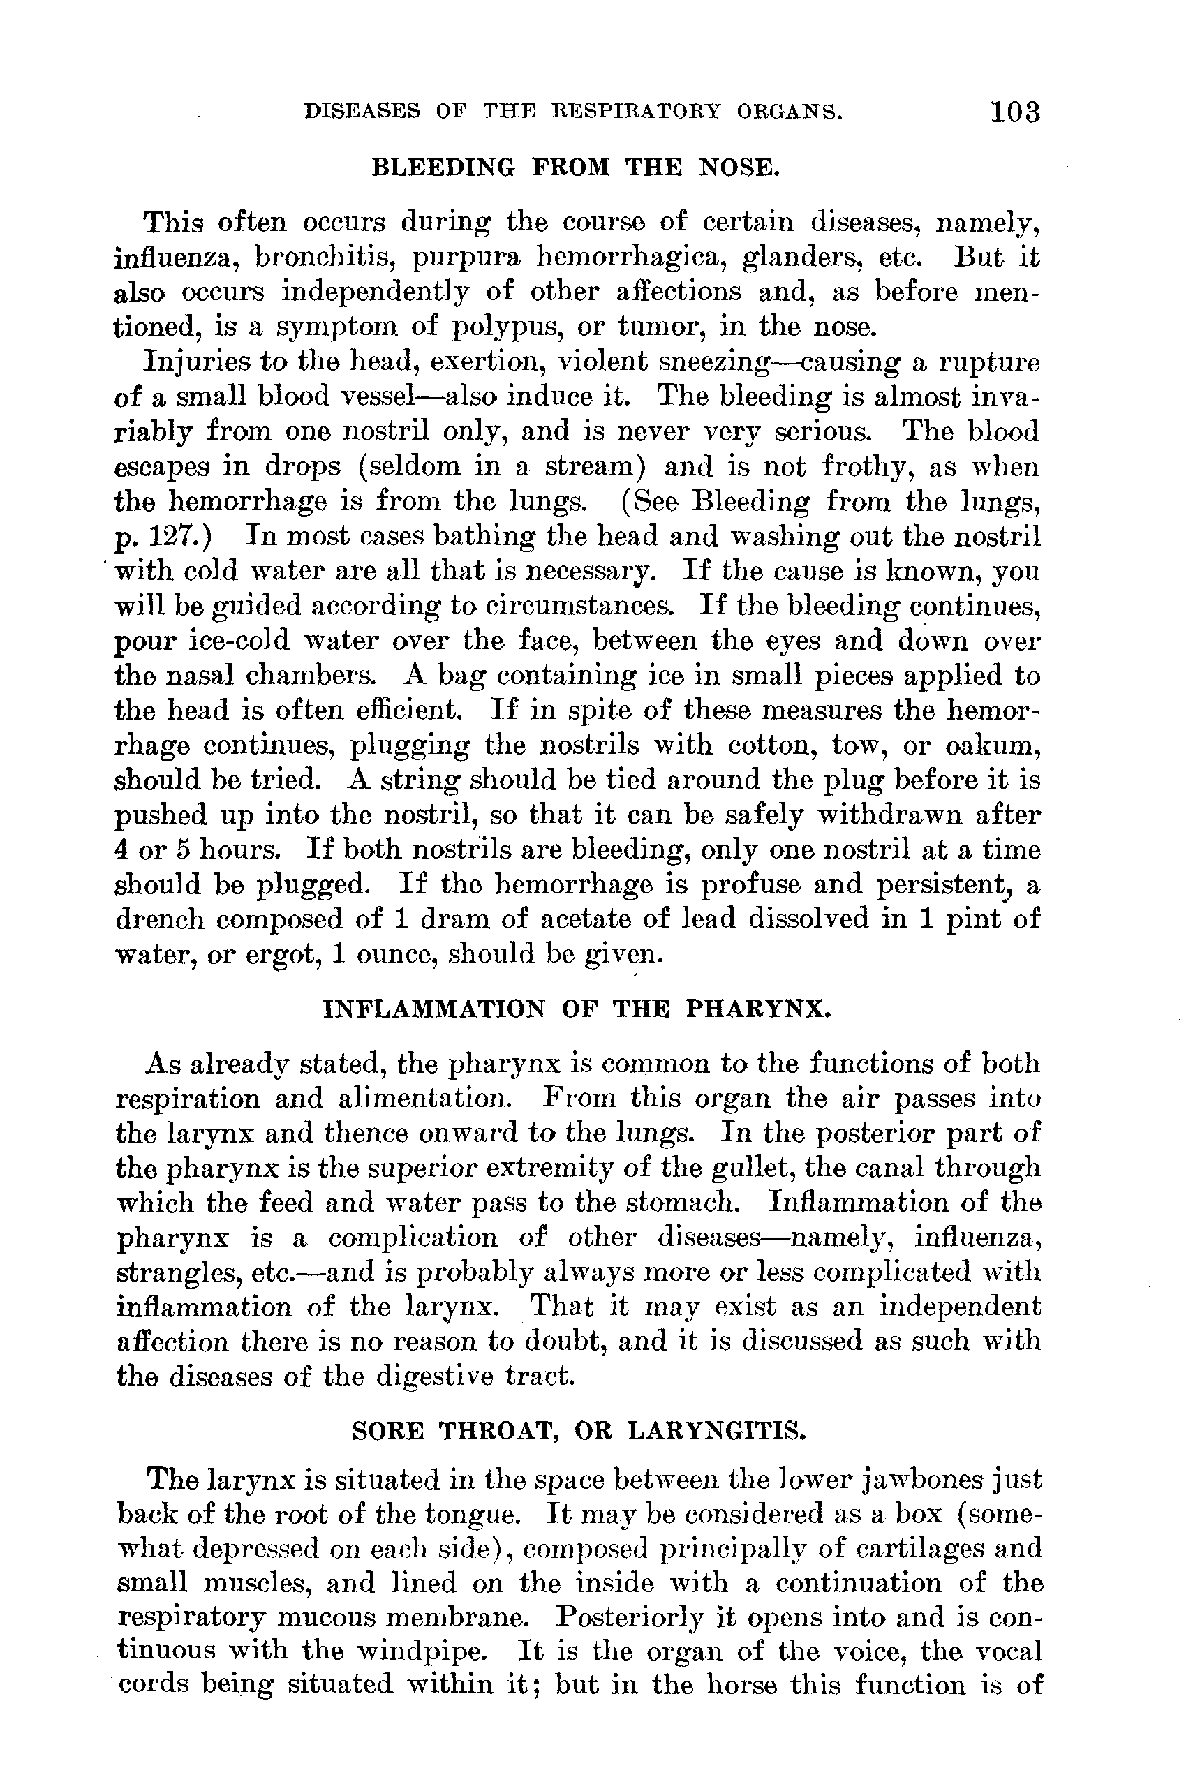 DISEASES OF THE RESPIRATORY ORGANS. 103
BLEEDING FROM THE NOSE.
This often occurs during the course of certain diseases, namely,
influenza, bronchitis, purpura hemorrhagica, glanders, etc. But it
also occurs independently of other affections and, as before men-
tioned, is a symptom of polypus, or tumor, in the nose.
Injuries to the head, exertion, violent sneezing—causing a rupture
of a small blood vessel—also induce it. The bleeding is almost inva-
riably from one nostril only, and is never very serious. The blood
escapes in drops (seldom in a stream) and is not frothy, as when
the hemorrhage is from the lungs. (See Bleeding from the lungs,
p. 127.) In most cases bathing the head and washing out the nostril
with cold water are all that is necessary. If the cause is known, you
will be guided according to circumstances. If the bleeding continues,
pour ice-cold water over the face, between the eyes and down over
the nasal chambers. A bag containing ice in small pieces applied to
the head is often efficient. If in spite of these measures the hemor-
rhage continues, plugging the nostrils with cotton, tow, or oakum,
should be tried. A string should be tied around the plug before it is
pushed up into the nostril, so that it can be safely withdrawn after
4 or 5 hours. If both nostrils are bleeding, only one nostril at a time
should be plugged. If the hemorrhage is profuse and persistent, a
drench composed of 1 dram of acetate of lead dissolved in 1 pint of
water, or ergot, 1 ounce, should be given.
INFLAMMATION OF THE PHARYNX.
As already stated, the pharynx is common to the functions of both
respiration and alimentation. From this organ the air passes into
the larynx and thence onward to the lungs. In the posterior part of
the pharynx is the superior extremity of the gullet, the canal through
which the feed and water pass to the stomach. Inflammation of the
pharynx is a complication of other diseases—namely, influenza,
strangles, etc.—and is probably always more or less complicated with
inflammation of the larynx. That it may exist as an independent
affection there is no reason to doubt, and it is discussed as such with
the diseases of the digestive tract.
SORE THROAT, OR LARYNGITIS.
The larynx is situated in the space between the lower jawbones just
back of the root of the tongue. It may be considered as a box (some-
what depressed on each side), composed principally of cartilages and
small muscles, and lined on the inside with a continuation of the
respiratory mucous membrane. Posteriorly it opens into and is con-
tinuous with the windpipe. It is the organ of the voice, the vocal
cords being situated within it; but in the horse this function is of